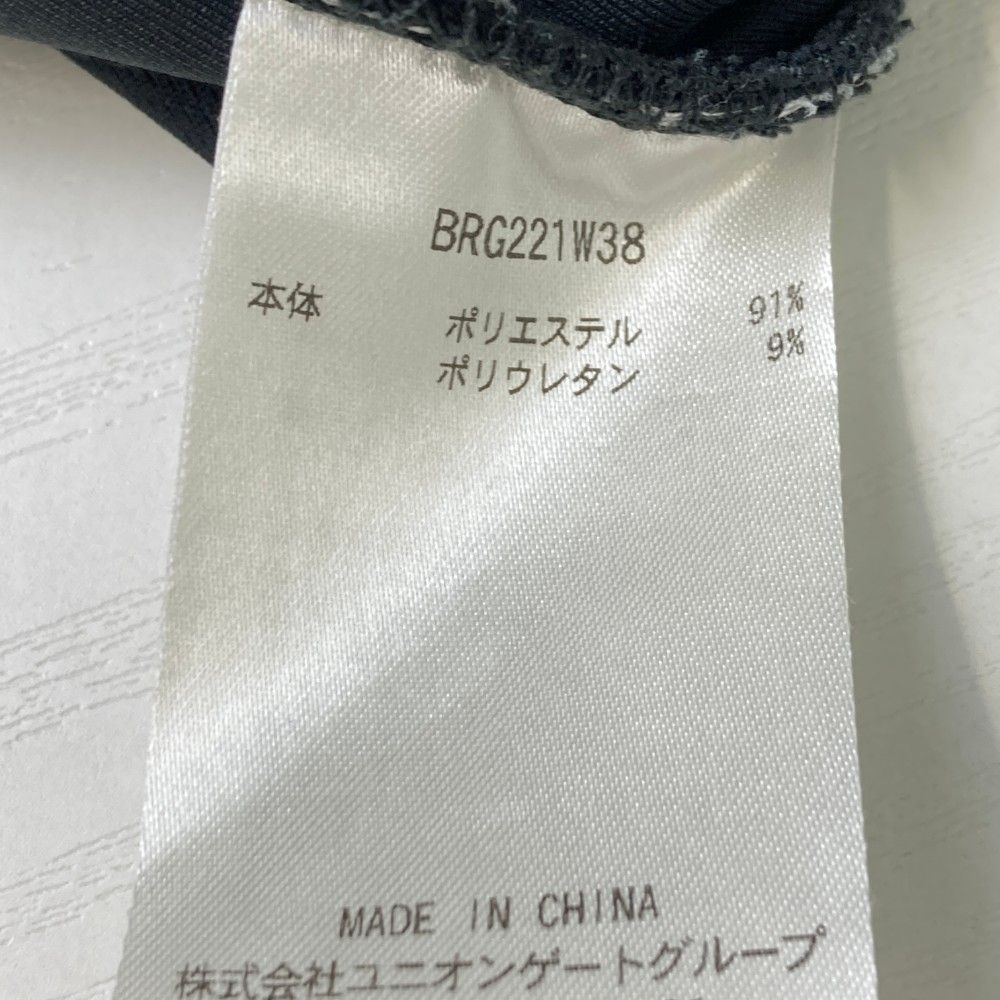 BRG221W38
本体 ポリエステル 91%
ポリウレタン 9%
MADE IN CHINA
株式会社ユニオンゲートグループ